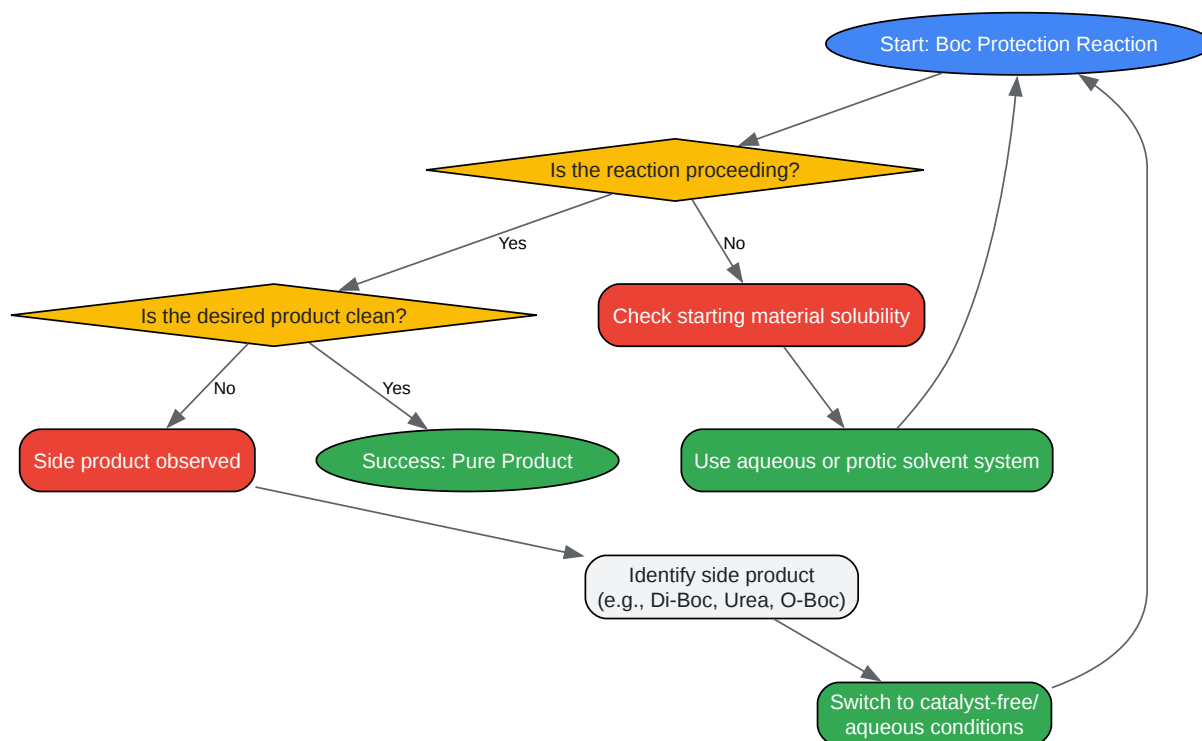 Start: Boc Protection Reaction
Is the reaction proceeding?
Yes
No
Is the desired product clean?
Check starting material solubility
No
Yes
Side product observed
Success: Pure Product
Use aqueous or protic solvent system
Identify side product
(e.g., Di-Boc, Urea, O-Boc)
Switch to catalyst-free/
aqueous conditions